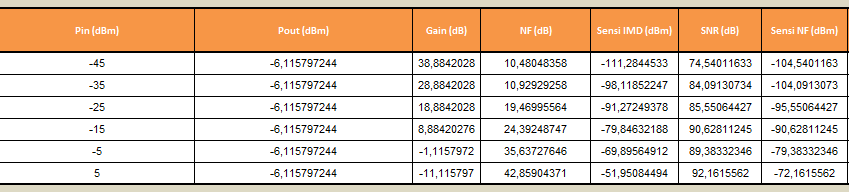 Pin (dBm) Pout (dBm) Gain (dB) NF (dB) Sensi IMD (dBm) SNR (dB) Sensi NF (dBm)
-45 -6,115797244 38,8842028 10,48048358 -111,2844533 74,54011633 -104,5401163
-35 -6,115797244 28,8842028 10,92929258 -98,11852247 84,09130734 -104,0913073
-25 -6,115797244 18,8842028 19,46995564 -91,27249378 85,55064427 -95,55064427
-15 -6,115797244 8,88420276 24,39248747 -79,84632188 90,62811245 -90,62811245
-5 -6,115797244 -1,1157972 35,63727646 -69,89564912 89,38332346 -79,38332346
5 -6,115797244 -11,115797 42,85904371 -51,95084494 92,1615562 -72,1615562